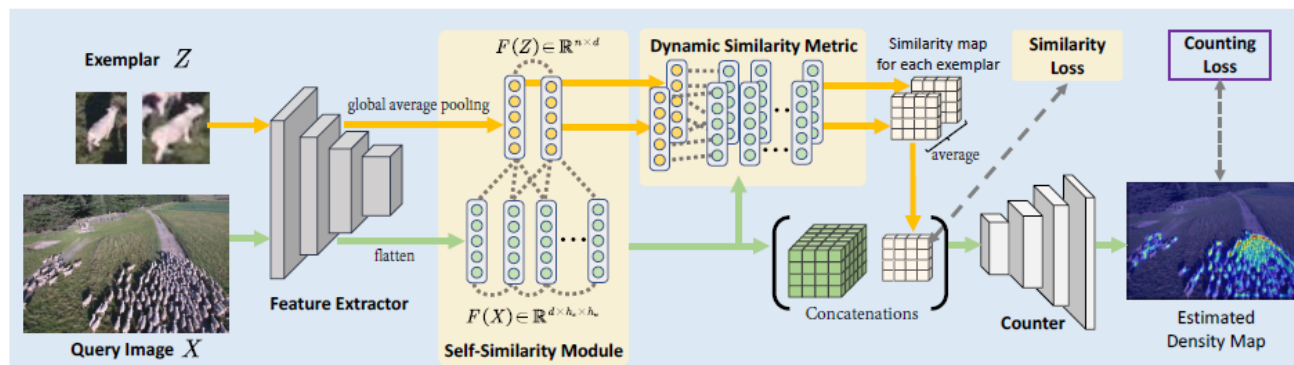 Exemplar Z
global average pooling
Query Image X
Feature Extractor
flatten
F(Z)∈ℝ^{n×d}
F(X)∈ℝ^{d×h_x×h_w}
Self-Similarity Module
Dynamic Similarity Metric
Similarity map
for each exemplar
average
Concatenations
Similarity
Loss
Counter
Counting
Loss
Estimated
Density Map